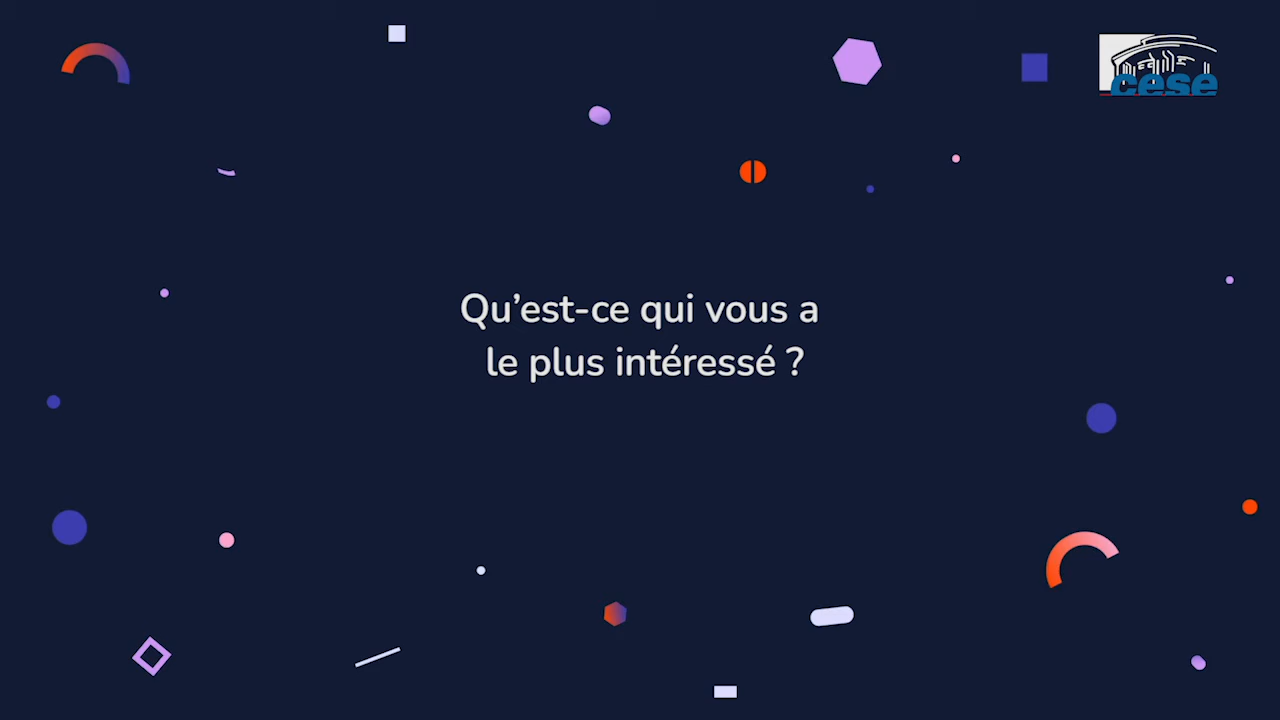 cese
Qu’est-ce qui vous a
le plus intéressé ?